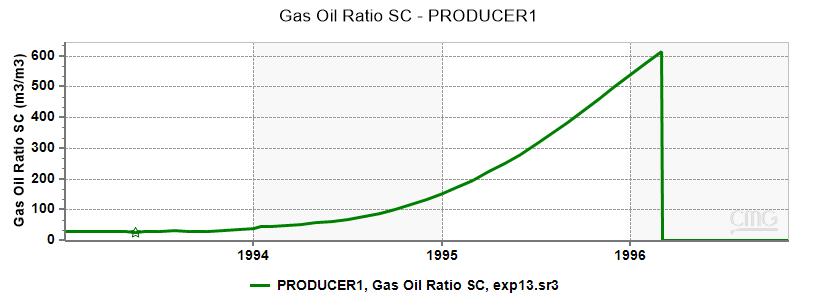 Gas Oil Ratio SC - PRODUCER1
Gas Oil Ratio SC (m3/m3)
600
500
400
300
200
100
0
1994 1995 1996
CMG
PRODUCER1, Gas Oil Ratio SC, exp13.sr3